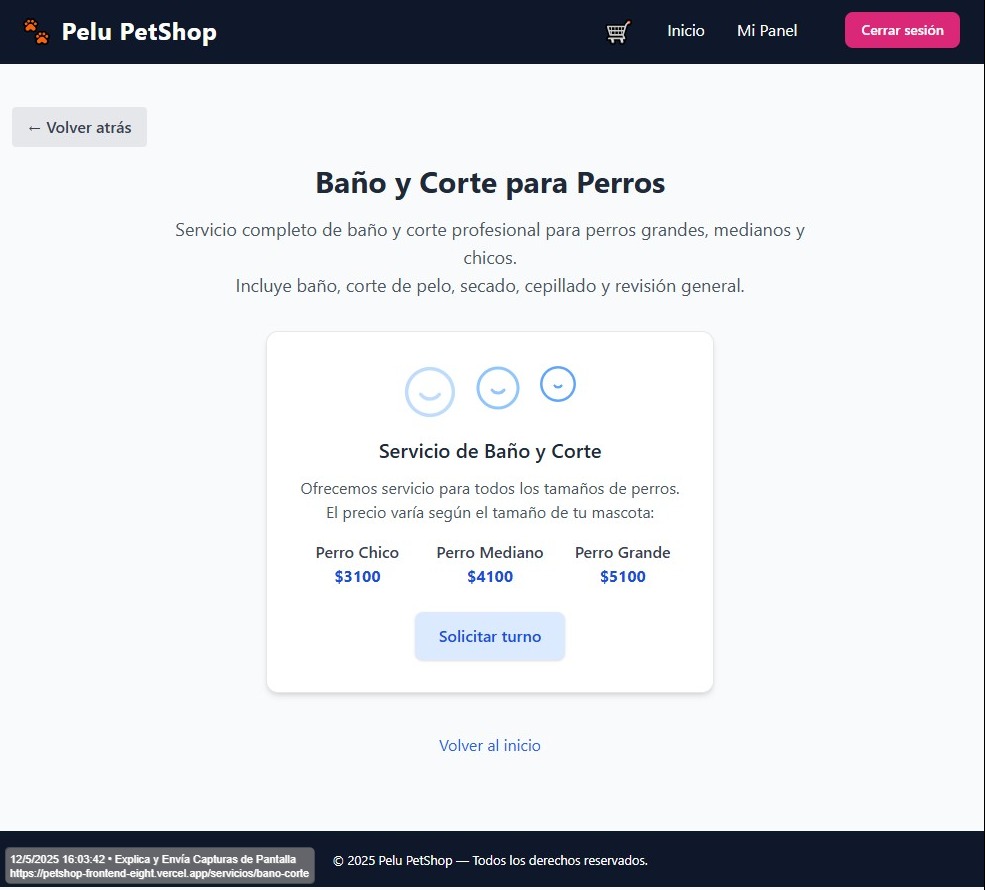 Pelu PetShop
Inicio
Mi Panel
Cerrar sesión
← Volver atrás
Baño y Corte para Perros
Servicio completo de baño y corte profesional para perros grandes, medianos y
chicos.
Incluye baño, corte de pelo, secado, cepillado y revisión general.
Servicio de Baño y Corte
Ofrecemos servicio para todos los tamaños de perros.
El precio varía según el tamaño de tu mascota:
Perro Chico
$3100
Perro Mediano
$4100
Perro Grande
$5100
Solicitar turno
Volver al inicio
© 2025 Pelu PetShop — Todos los derechos reservados.
12/5/2025 16:03:42 • Explica y Envía Capturas de Pantalla
https://petshop-frontend-eight.vercel.app/servicios/bano-corte